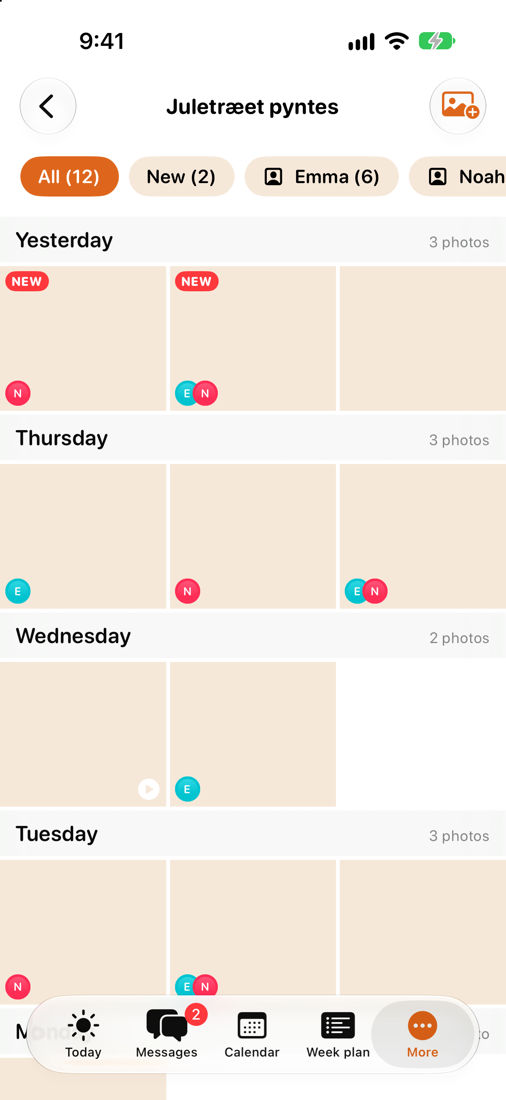 9:41
Juletræet pyntes
All (12) New (2) Emma (6) Noah
Yesterday 3 photos
NEW NEW
N E N
Thursday 3 photos
E N E N
Wednesday 2 photos
E
Tuesday 3 photos
N E N
2
Today Messages Calendar Week plan More